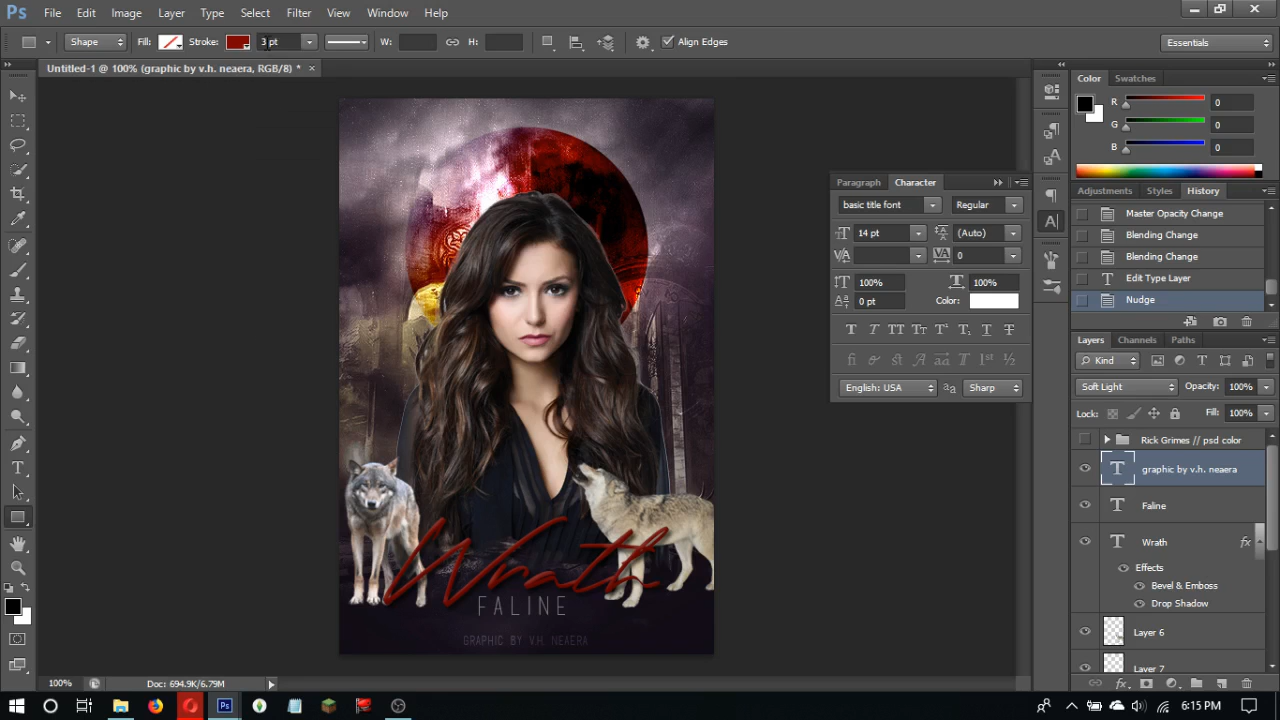 Ps File Edit Image Layer Type Select Filter View Window Help
Shape Fill: Stroke: 3 pt W: H: Align Edges Essentials
Untitled-1 @ 100% (graphic by v.h. neaera, RGB/8) * ×
Color Swatches
R 0
G 0
B 0
Paragraph Character
basic title font Regular
14 pt (Auto)
0
100% 100%
0 pt Color:
English: USA Sharp
Adjustments Styles History
Master Opacity Change
Blending Change
Blending Change
Edit Type Layer
Nudge
Layers Channels Paths
Kind
Soft Light Opacity: 100%
Lock: Fill: 100%
Rick Grimes // psd color
graphic by v.h. neaera
Faline
Wrath fx
Effects
Bevel & Emboss
Drop Shadow
Layer 6
Layer 7
Wrath
FALINE
GRAPHIC BY V.H. NEAERA
100% Doc: 694.9K/6.79M
6:15 PM